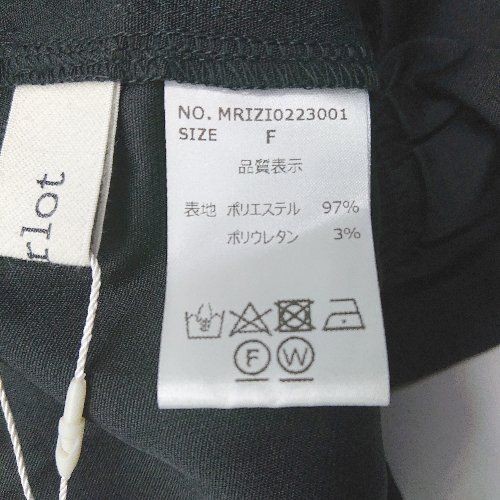 NO. MRIZI0223001
SIZE F
品質表示
表地 ポリエステル 97%
ポリウレタン 3%
F W
rlot